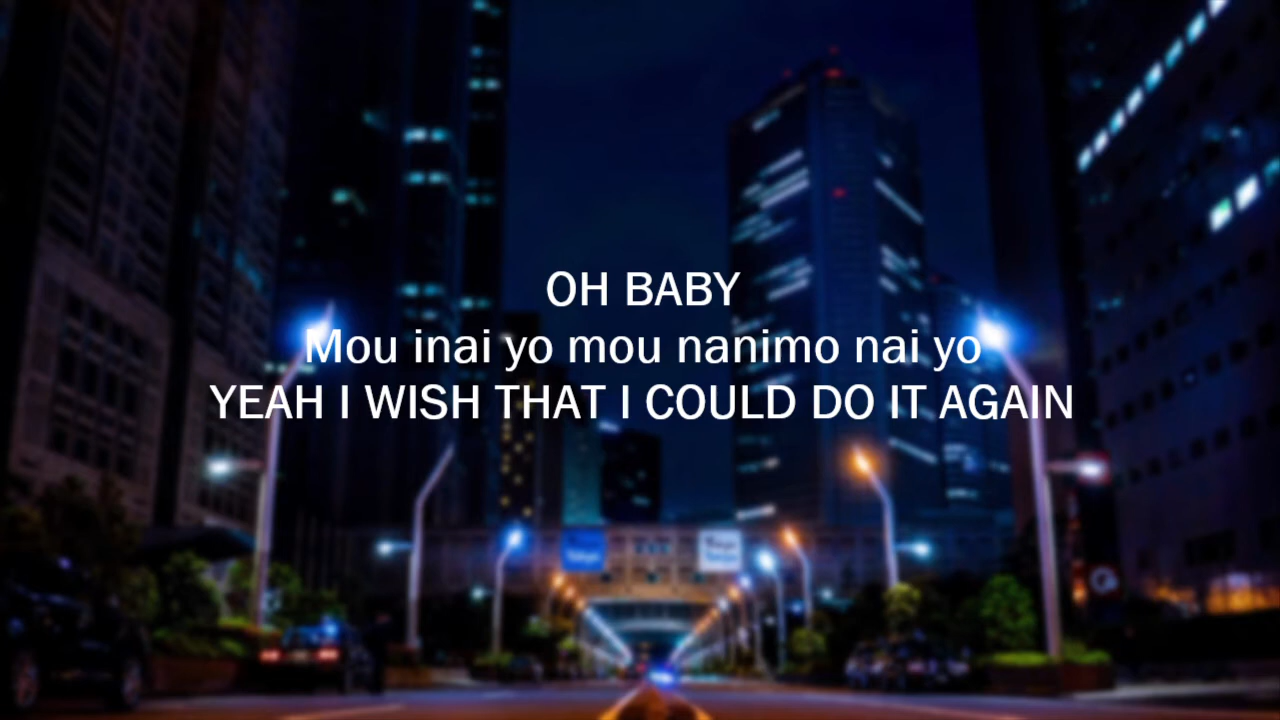 OH BABY
Mou inai yo mou nanimo nai yo
YEAH I WISH THAT I COULD DO IT AGAIN